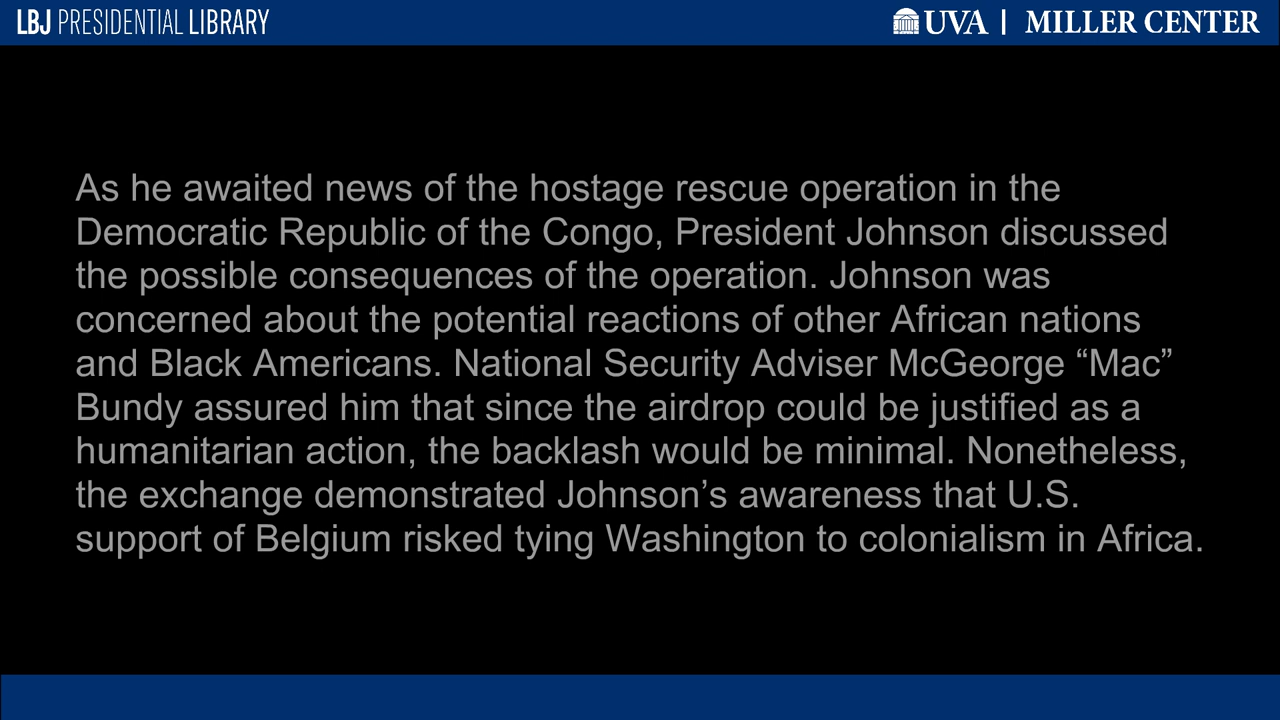 LBJ PRESIDENTIAL LIBRARY
UVA | MILLER CENTER
As he awaited news of the hostage rescue operation in the
Democratic Republic of the Congo, President Johnson discussed
the possible consequences of the operation. Johnson was
concerned about the potential reactions of other African nations
and Black Americans. National Security Adviser McGeorge “Mac”
Bundy assured him that since the airdrop could be justified as a
humanitarian action, the backlash would be minimal. Nonetheless,
the exchange demonstrated Johnson’s awareness that U.S.
support of Belgium risked tying Washington to colonialism in Africa.